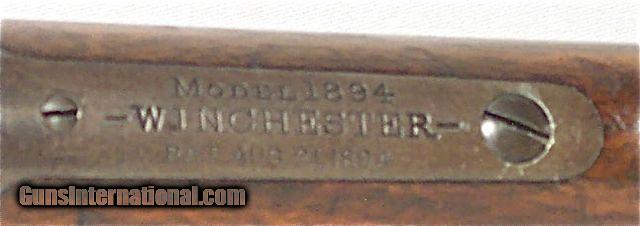 Model 1894
-WINCHESTER-
PAT. AUG. 21.1894
GunsInternational.com